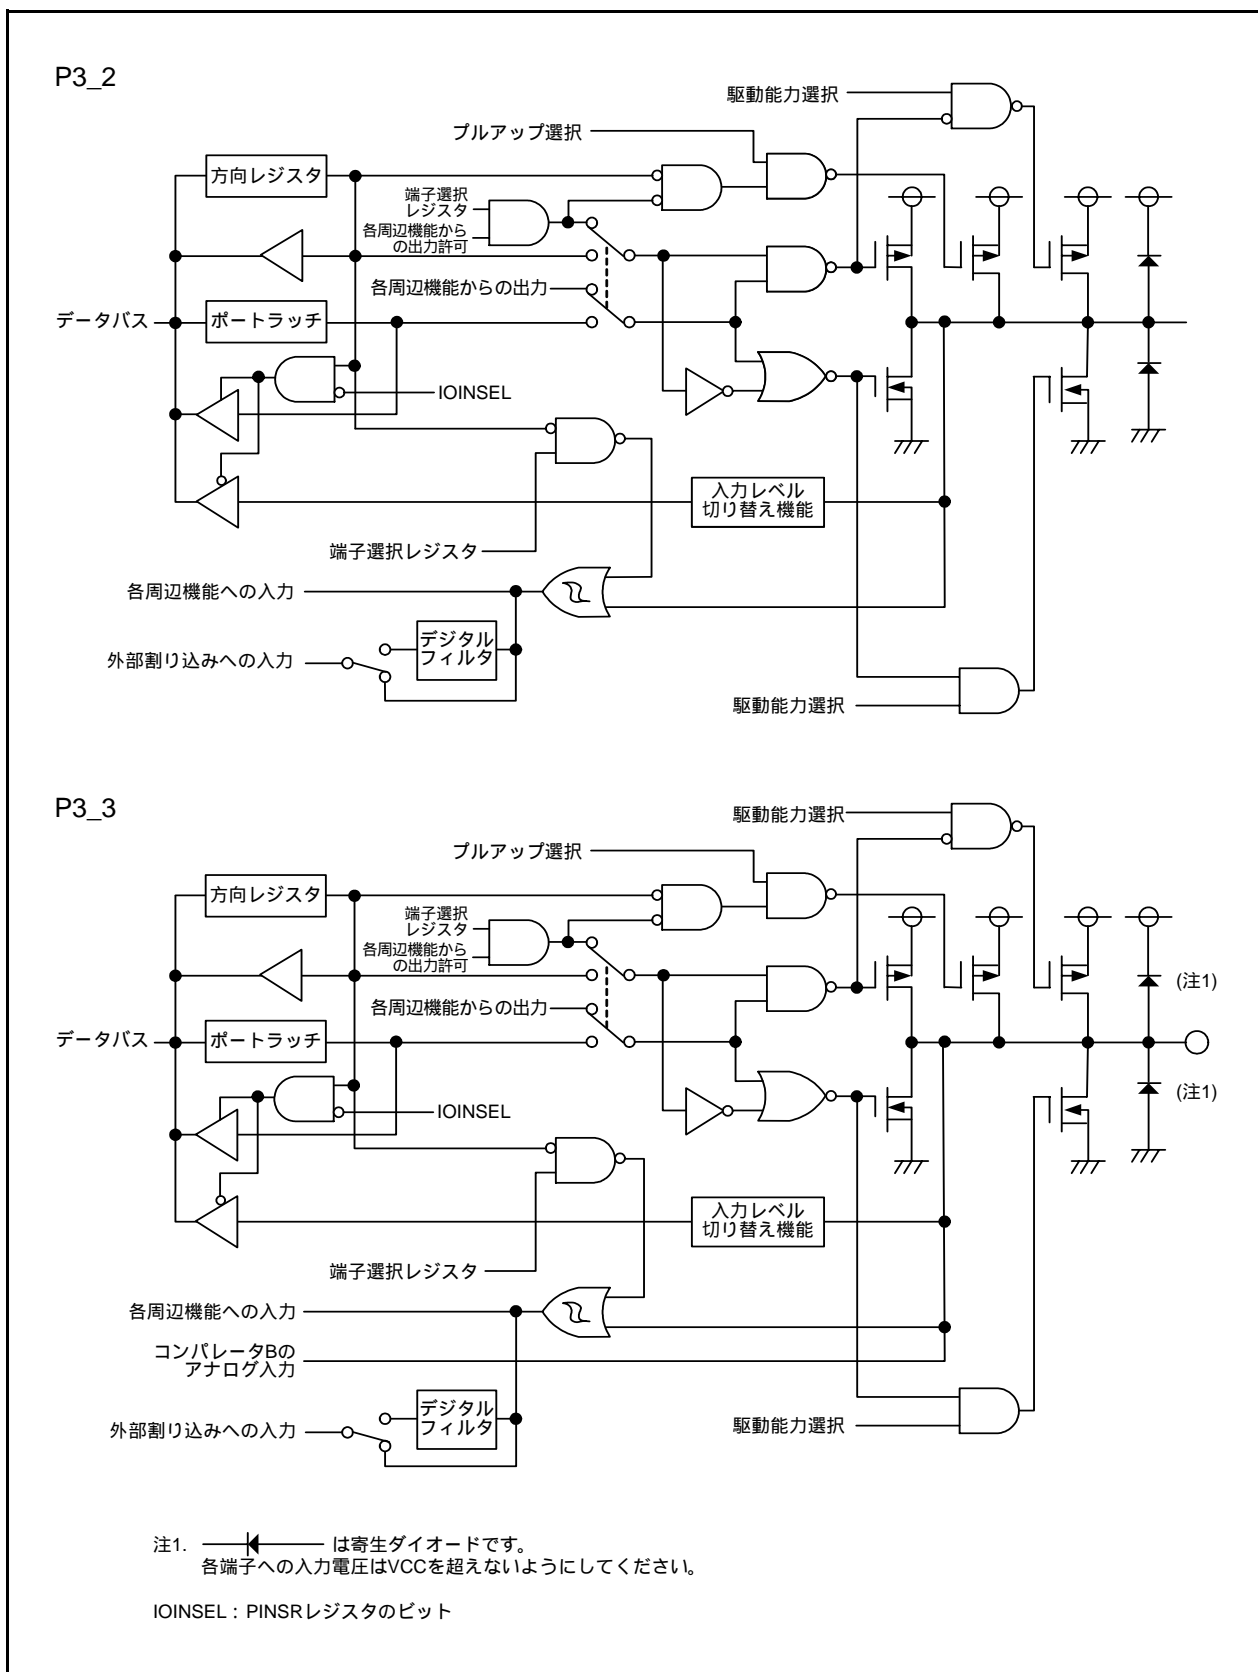 P3_2
駆動能力選択
プルアップ選択
方向レジスタ
端子選択
レジスタ
各周辺機能から
の出力許可
各周辺機能からの出力
データバス
ポートラッチ
IOINSEL
入力レベル
切り替え機能
端子選択レジスタ
各周辺機能への入力
デジタル
フィルタ
外部割り込みへの入力
駆動能力選択
P3_3
駆動能力選択
プルアップ選択
方向レジスタ
端子選択
レジスタ
各周辺機能から
の出力許可
(注1)
各周辺機能からの出力
データバス
ポートラッチ
(注1)
IOINSEL
入力レベル
切り替え機能
端子選択レジスタ
各周辺機能への入力
コンパレータBの
アナログ入力
デジタル
フィルタ
外部割り込みへの入力
駆動能力選択
注1. は寄生ダイオードです。
各端子への入力電圧はVCCを超えないようにしてください。
IOINSEL : PINSRレジスタのビット